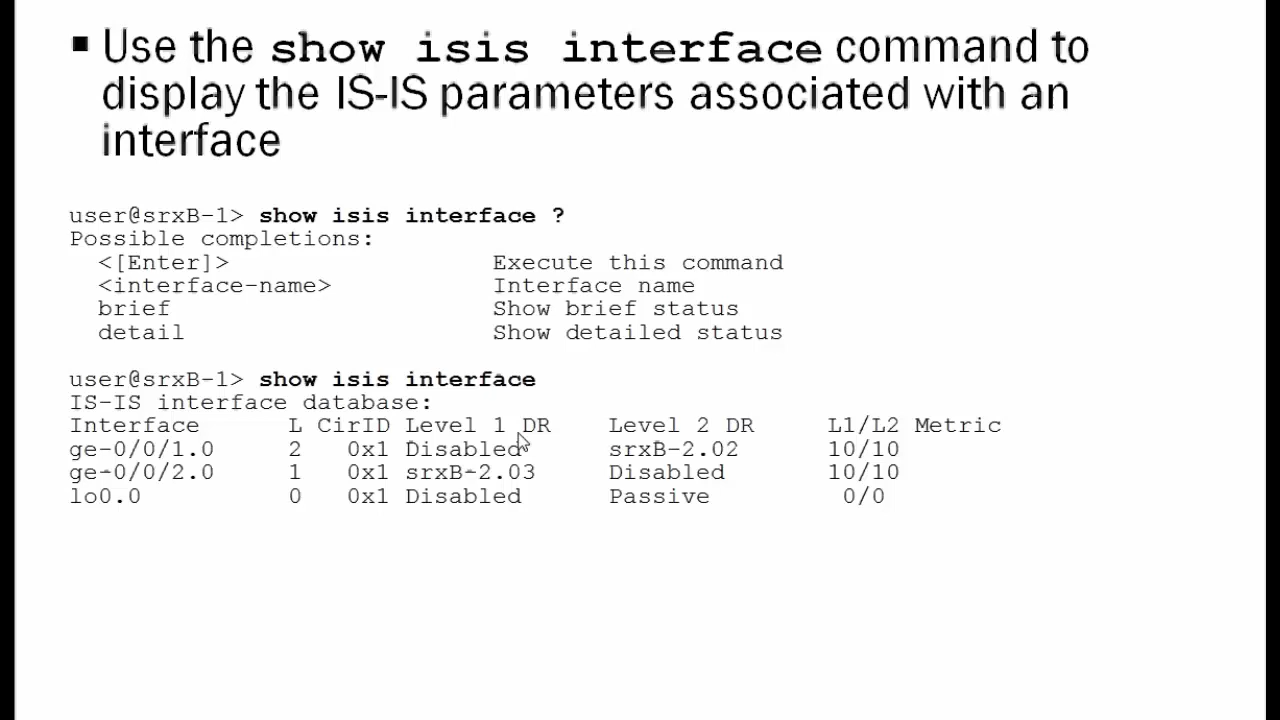 ▪ Use the show isis interface command to
display the IS-IS parameters associated with an
interface
user@srxB-1> show isis interface ?
Possible completions:
<[Enter]> Execute this command
<interface-name> Interface name
brief Show brief status
detail Show detailed status
user@srxB-1> show isis interface
IS-IS interface database:
Interface L CirID Level 1 DR Level 2 DR L1/L2 Metric
ge-0/0/1.0 2 0x1 Disabled srxB-2.02 10/10
ge-0/0/2.0 1 0x1 srxB-2.03 Disabled 10/10
lo0.0 0 0x1 Disabled Passive 0/0